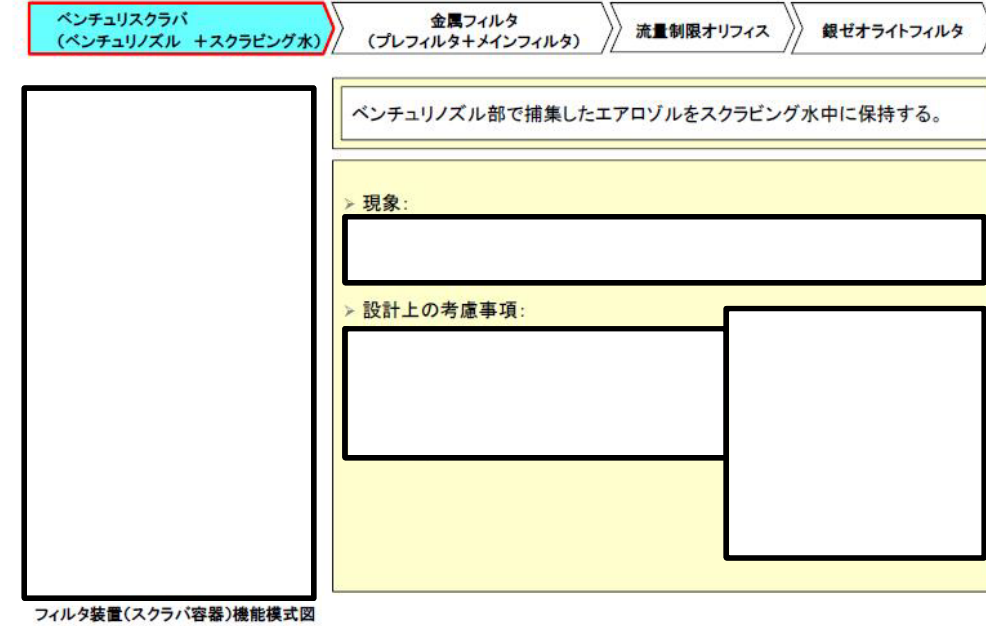 ベンチュリスクラバ
(ベンチュリノズル +スクラビング水)
金属フィルタ
(プレフィルタ+メインフィルタ)
流量制限オリフィス
銀ゼオライトフィルタ
ベンチュリノズル部で捕集したエアロゾルをスクラビング水中に保持する。
➢ 現象:
➢ 設計上の考慮事項:
フィルタ装置(スクラバ容器)機能模式図